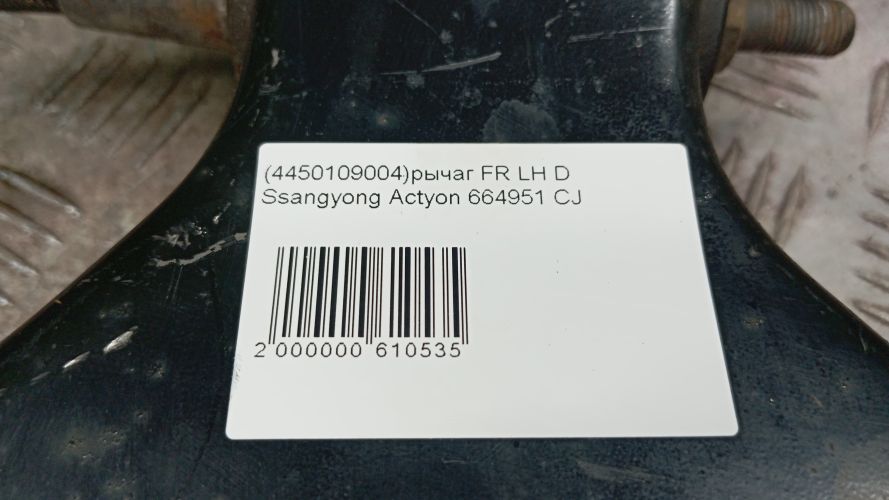 (4450109004)рычаг FR LH D
Ssangyong Actyon 664951 CJ
2 000000 610535